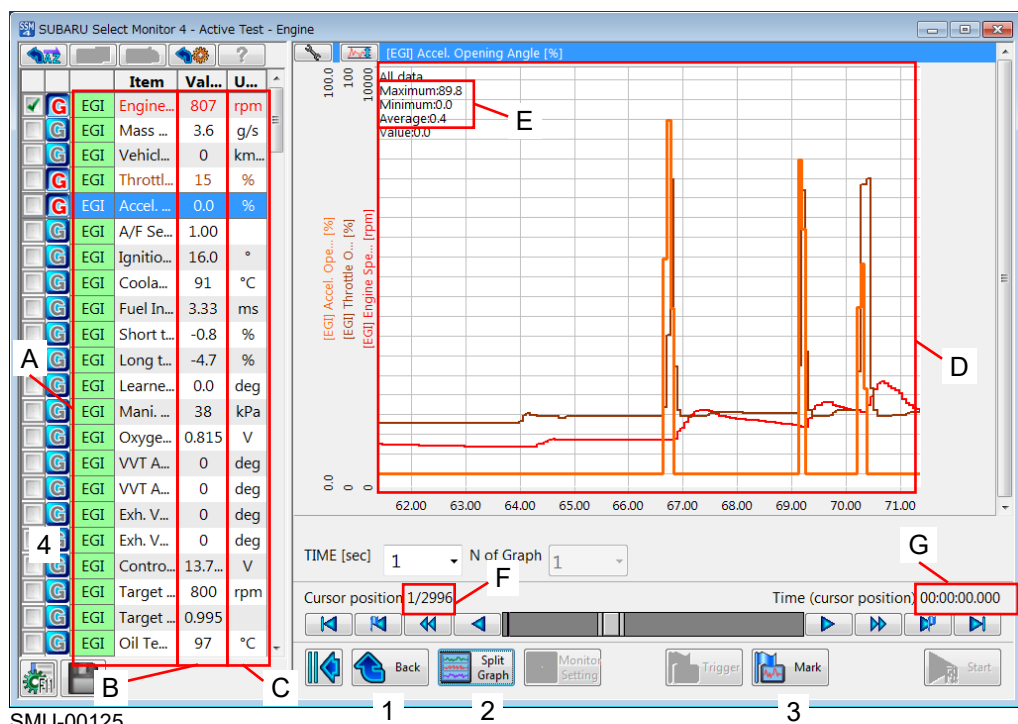 SSM4 SUBARU Select Monitor 4 - Active Test - Engine
AZ ?
[EGI] Accel. Opening Angle [%]
Item Val... U...
G EGI Engine... 807 rpm
G EGI Mass ... 3.6 g/s
G EGI Vehicl... 0 km...
G EGI Throttl... 15 %
G EGI Accel. ... 0.0 %
G EGI A/F Se... 1.00
G EGI Ignitio... 16.0 °
G EGI Coola... 91 °C
G EGI Fuel In... 3.33 ms
G EGI Short t... -0.8 %
G EGI Long t... -4.7 %
G EGI Learne... 0.0 deg
G EGI Mani. ... 38 kPa
G EGI Oxyge... 0.815 V
G EGI VVT A... 0 deg
G EGI VVT A... 0 deg
G EGI Exh. V... 0 deg
G EGI Exh. V... 0 deg
G EGI Contro... 13.7... V
G EGI Target ... 800 rpm
G EGI Target ... 0.995
G EGI Oil Te... 97 °C
A
4
B
C
100.0
100
10000
All data
Maximum:89.8
Minimum:0.0
Average:0.4
Value:0.0
E
[EGI] Accel. Ope... [%]
[EGI] Throttle O... [%]
[EGI] Engine Spe... [rpm]
D
0.0
0
0
62.00 63.00 64.00 65.00 66.00 67.00 68.00 69.00 70.00 71.00
TIME [sec] 1 N of Graph 1
F
G
Cursor position 1/2996 Time (cursor position) 00:00:00.000
Back Split Graph Monitor Setting Trigger Mark Start
1 2 3
SMU-00125